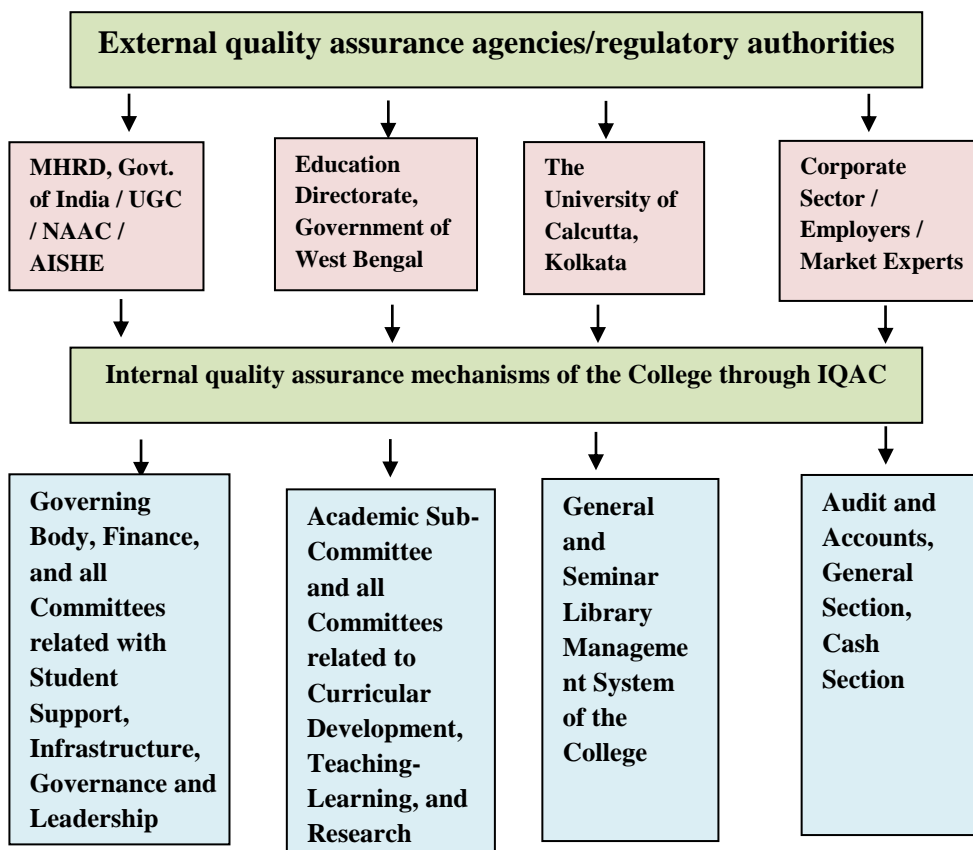 External quality assurance agencies/regulatory authorities
MHRD, Govt.
of India / UGC
/ NAAC /
AISHE
Education
Directorate,
Government of
West Bengal
The
University of
Calcutta,
Kolkata
Corporate
Sector /
Employers /
Market Experts
Internal quality assurance mechanisms of the College through IQAC
Governing
Body, Finance,
and all
Committees
related with
Student
Support,
Infrastructure,
Governance and
Leadership
Academic Sub-
Committee
and all
Committees
related to
Curricular
Development,
Teaching-
Learning, and
Research
General
and
Seminar
Library
Manageme
nt System
of the
College
Audit and
Accounts,
General
Section,
Cash
Section